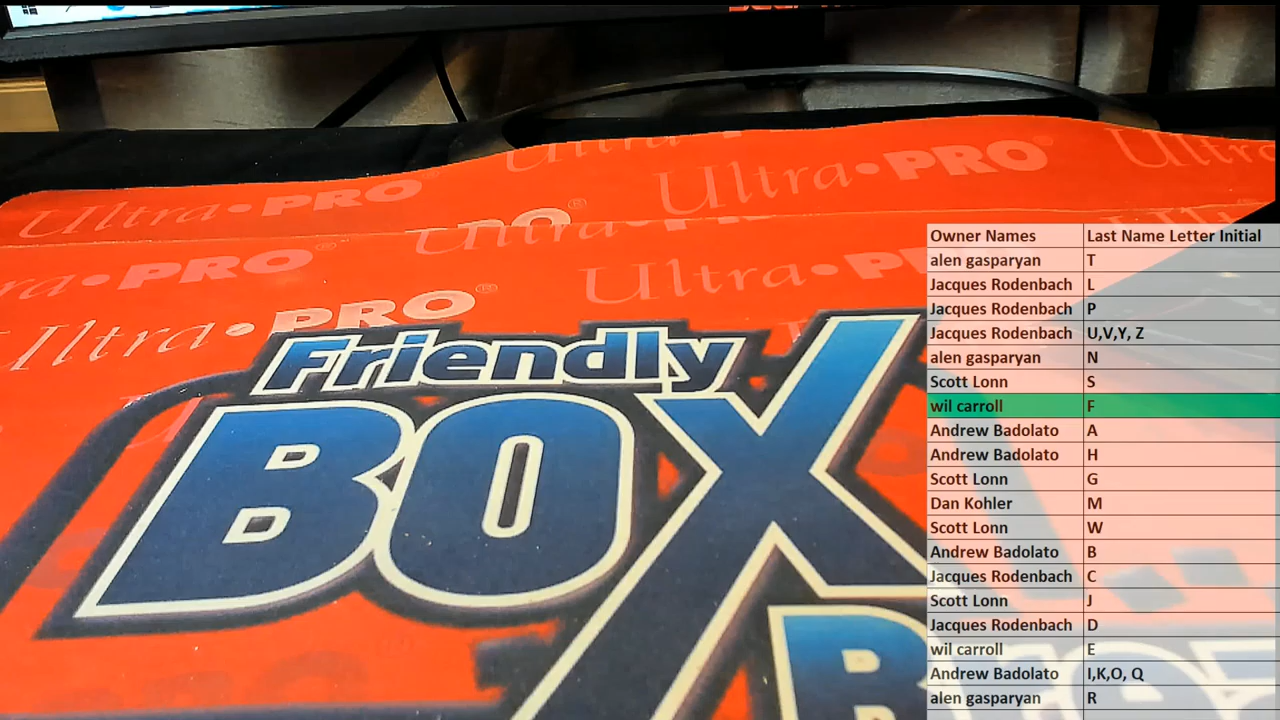 Ultra•PRO
Ultra•PRO®
Ultra
Ultra•PRO®
Ultra•PRO
Ultra•PRO®
Friendly
BOX
B
Owner Names Last Name Letter Initial
alen gasparyan T
Jacques Rodenbach L
Jacques Rodenbach P
Jacques Rodenbach U,V,Y, Z
alen gasparyan N
Scott Lonn S
wil carroll F
Andrew Badolato A
Andrew Badolato H
Scott Lonn G
Dan Kohler M
Scott Lonn W
Andrew Badolato B
Jacques Rodenbach C
Scott Lonn J
Jacques Rodenbach D
wil carroll E
Andrew Badolato I,K,O, Q
alen gasparyan R